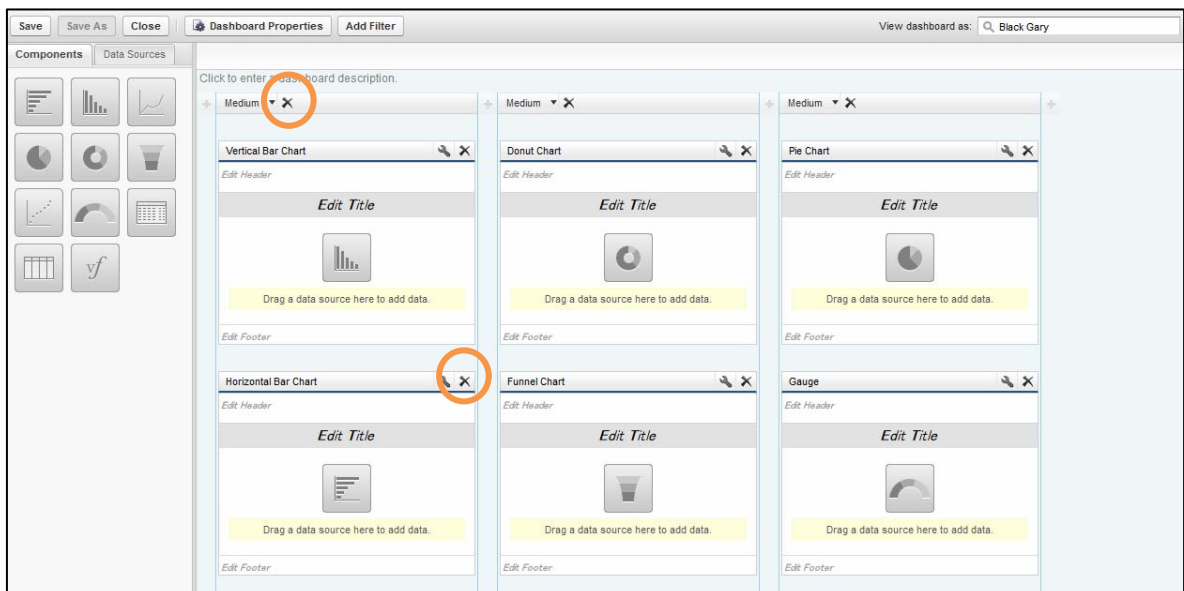 Save Save As Close Dashboard Properties Add Filter View dashboard as: Black Gary
Components Data Sources
Click to enter a dashboard description.
Medium Medium Medium
Vertical Bar Chart Donut Chart Pie Chart
Edit Header Edit Header Edit Header
Edit Title Edit Title Edit Title
Drag a data source here to add data. Drag a data source here to add data. Drag a data source here to add data.
Edit Footer Edit Footer Edit Footer
Horizontal Bar Chart Funnel Chart Gauge
Edit Header Edit Header Edit Header
Edit Title Edit Title Edit Title
Drag a data source here to add data. Drag a data source here to add data. Drag a data source here to add data.
Edit Footer Edit Footer Edit Footer
vf